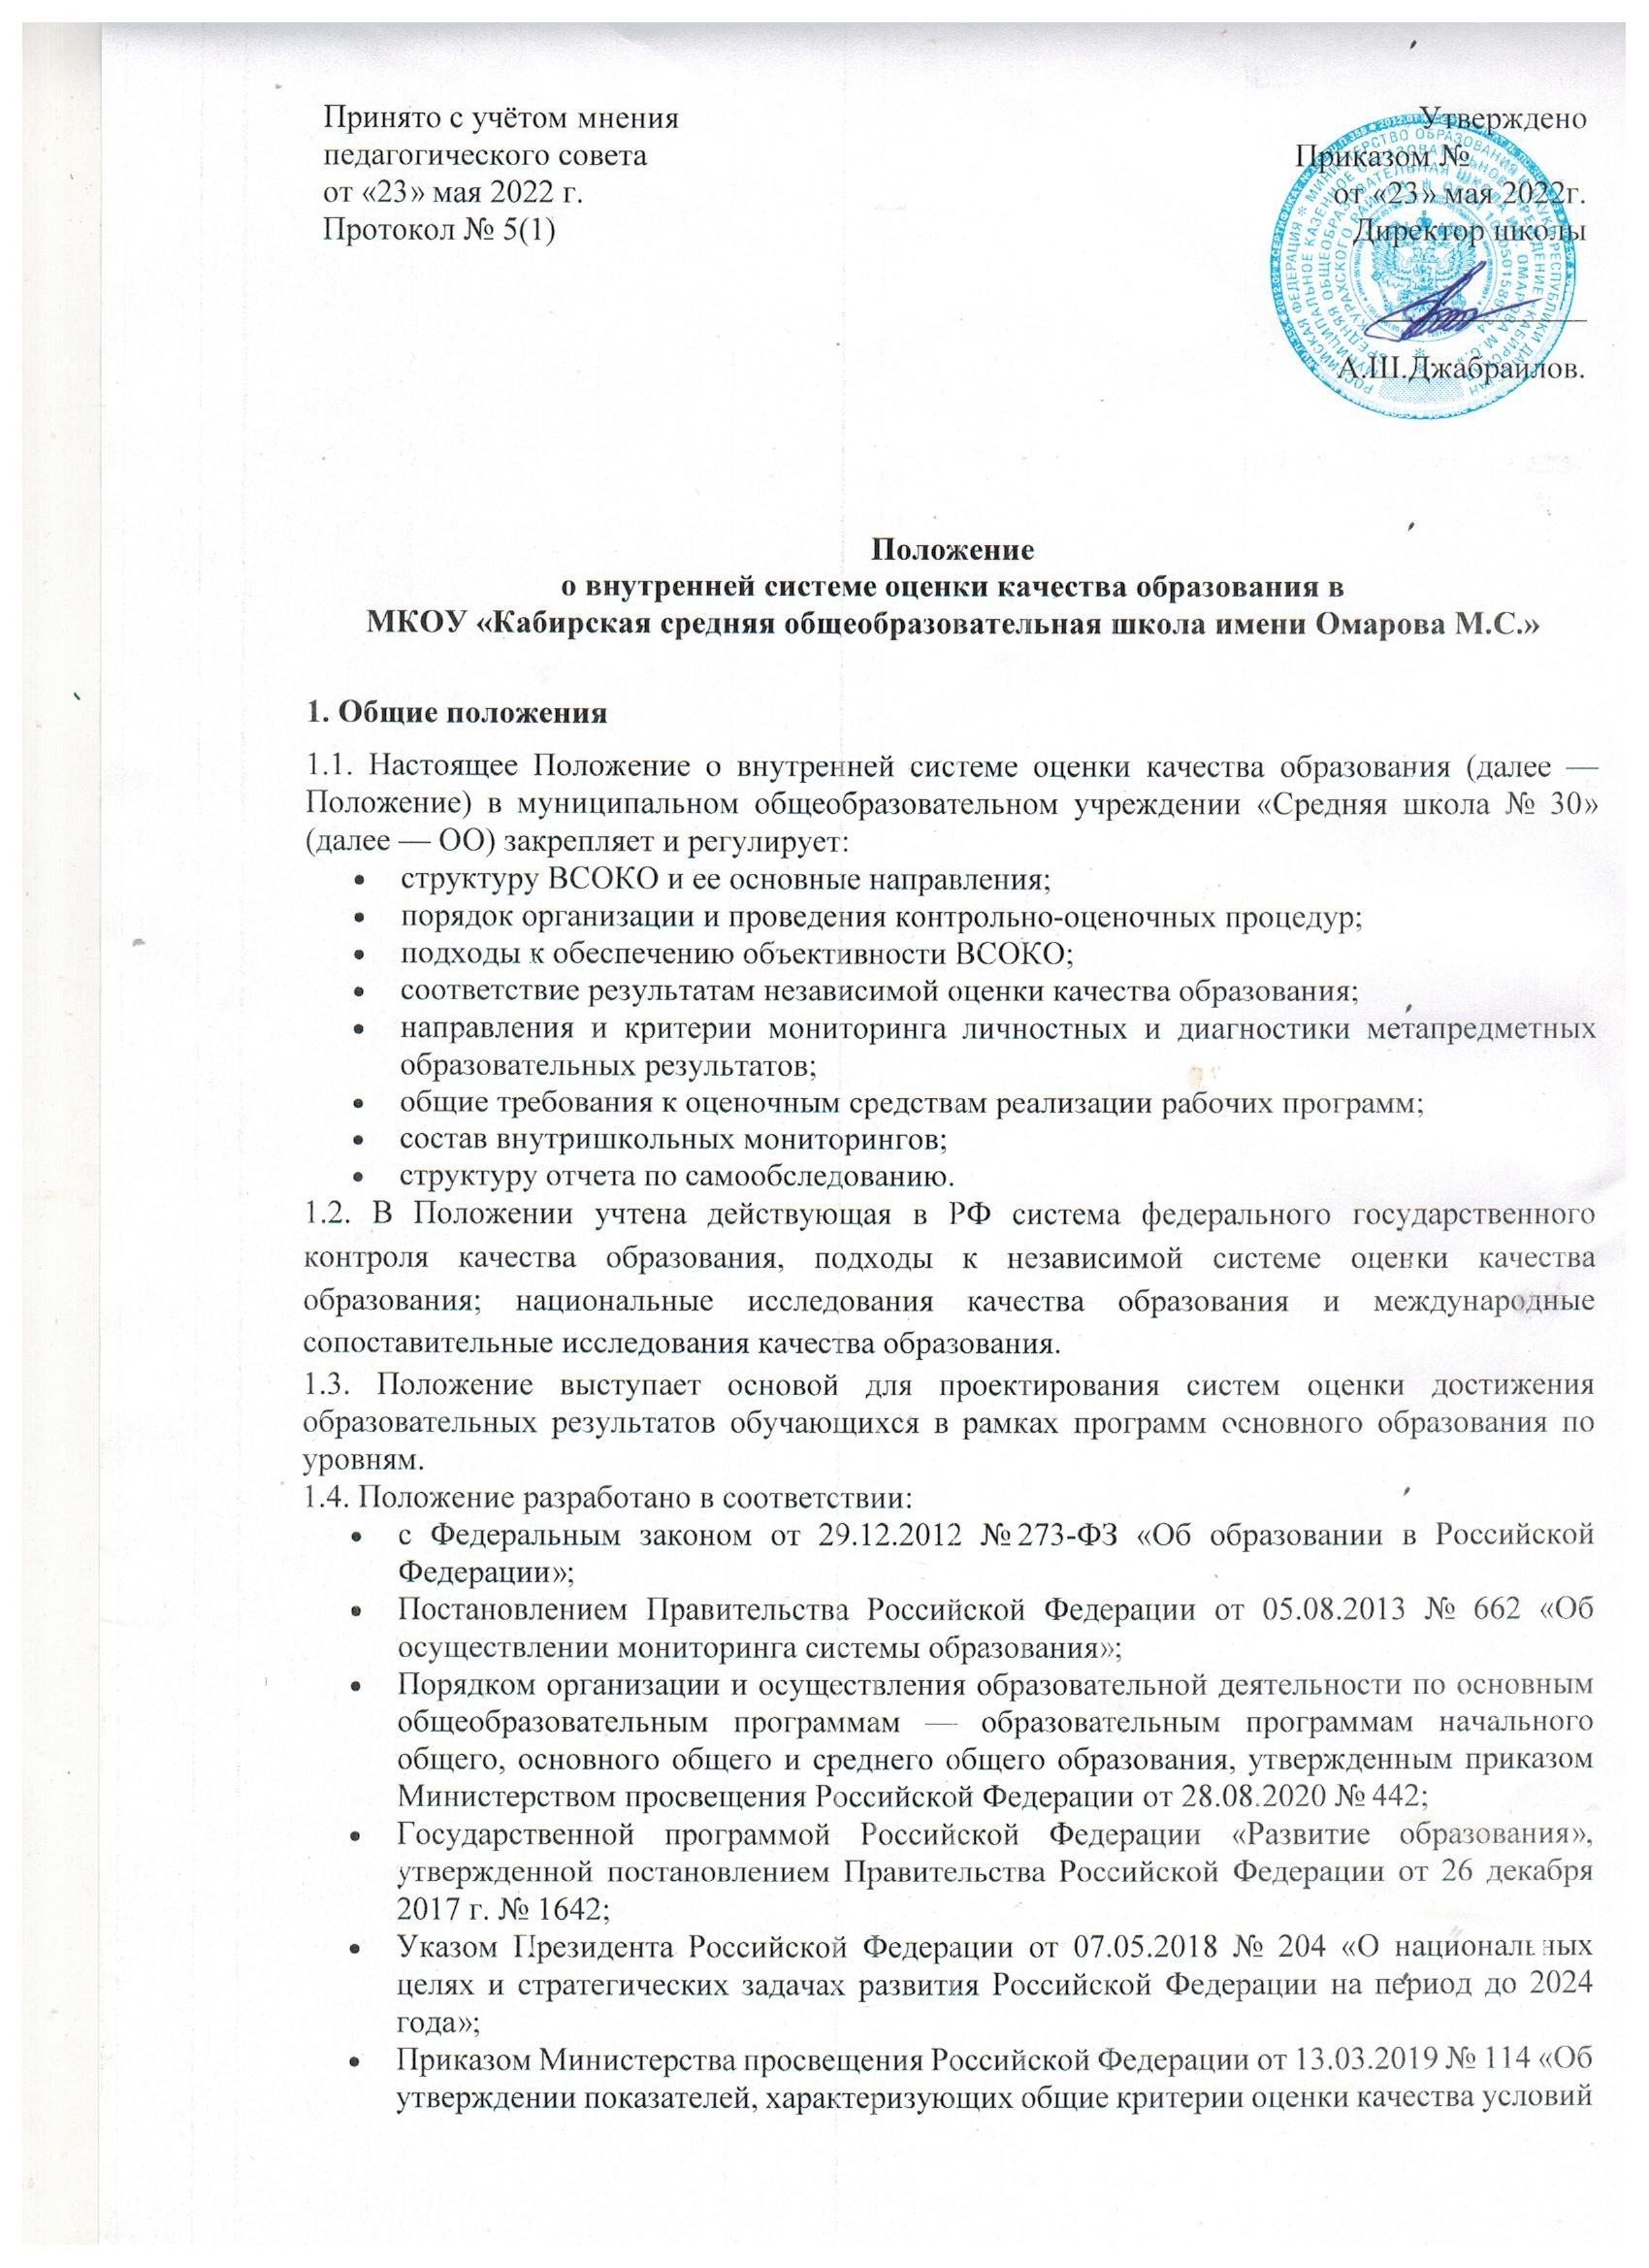 Принято с учётом мнения
педагогического совета
от «23» мая 2022 г.
Протокол № 5(1)
Утверждено
Приказом №
от «23» мая 2022г.
Директор школы
А.Ш.Джабраилов.
Положение
о внутренней системе оценки качества образования в
МКОУ «Кабирская средняя общеобразовательная школа имени Омарова М.С.»
1. Общие положения
1.1. Настоящее Положение о внутренней системе оценки качества образования (далее —
Положение) в муниципальном общеобразовательном учреждении «Средняя школа № 30»
(далее — ОО) закрепляет и регулирует:
• структуру ВСОКО и ее основные направления;
• порядок организации и проведения контрольно-оценочных процедур;
• подходы к обеспечению объективности ВСОКО;
• соответствие результатам независимой оценки качества образования;
• направления и критерии мониторинга личностных и диагностики метапредметных
образовательных результатов;
• общие требования к оценочным средствам реализации рабочих программ;
• состав внутришкольных мониторингов;
• структуру отчета по самообследованию.
1.2. В Положении учтена действующая в РФ система федерального государственного
контроля качества образования, подходы к независимой системе оценки качества
образования; национальные исследования качества образования и международные
сопоставительные исследования качества образования.
1.3. Положение выступает основой для проектирования систем оценки достижения
образовательных результатов обучающихся в рамках программ основного образования по
уровням.
1.4. Положение разработано в соответствии:
• с Федеральным законом от 29.12.2012 № 273-ФЗ «Об образовании в Российской
Федерации»;
• Постановлением Правительства Российской Федерации от 05.08.2013 № 662 «Об
осуществлении мониторинга системы образования»;
• Порядком организации и осуществления образовательной деятельности по основным
общеобразовательным программам — образовательным программам начального
общего, основного общего и среднего общего образования, утвержденным приказом
Министерством просвещения Российской Федерации от 28.08.2020 № 442;
• Государственной программой Российской Федерации «Развитие образования»,
утвержденной постановлением Правительства Российской Федерации от 26 декабря
2017 г. № 1642;
• Указом Президента Российской Федерации от 07.05.2018 № 204 «О национальных
целях и стратегических задачах развития Российской Федерации на период до 2024
года»;
• Приказом Министерства просвещения Российской Федерации от 13.03.2019 № 114 «Об
утверждении показателей, характеризующих общие критерии оценки качества условий